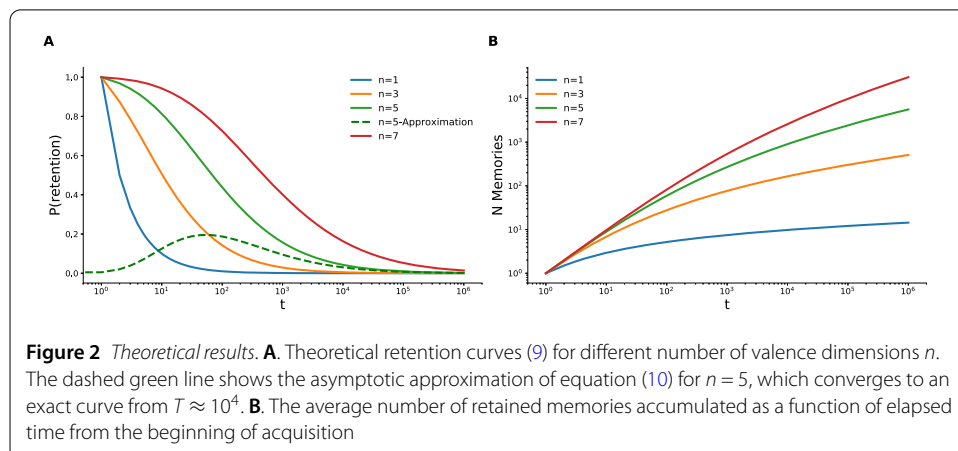 A
B
1,0
0,8
0,6
0,4
0,2
0,0
P(retention)
n=1
n=3
n=5
n=5-Approximation
n=7
10⁰
10¹
10²
10³
10⁴
10⁵
10⁶
t
10⁴
10³
10²
10¹
10⁰
N Memories
n=1
n=3
n=5
n=7
10⁰
10¹
10²
10³
10⁴
10⁵
10⁶
t
Figure 2 Theoretical results. A. Theoretical retention curves (9) for different number of valence dimensions n.
The dashed green line shows the asymptotic approximation of equation (10) for n = 5, which converges to an
exact curve from T ≈ 10⁴. B. The average number of retained memories accumulated as a function of elapsed
time from the beginning of acquisition